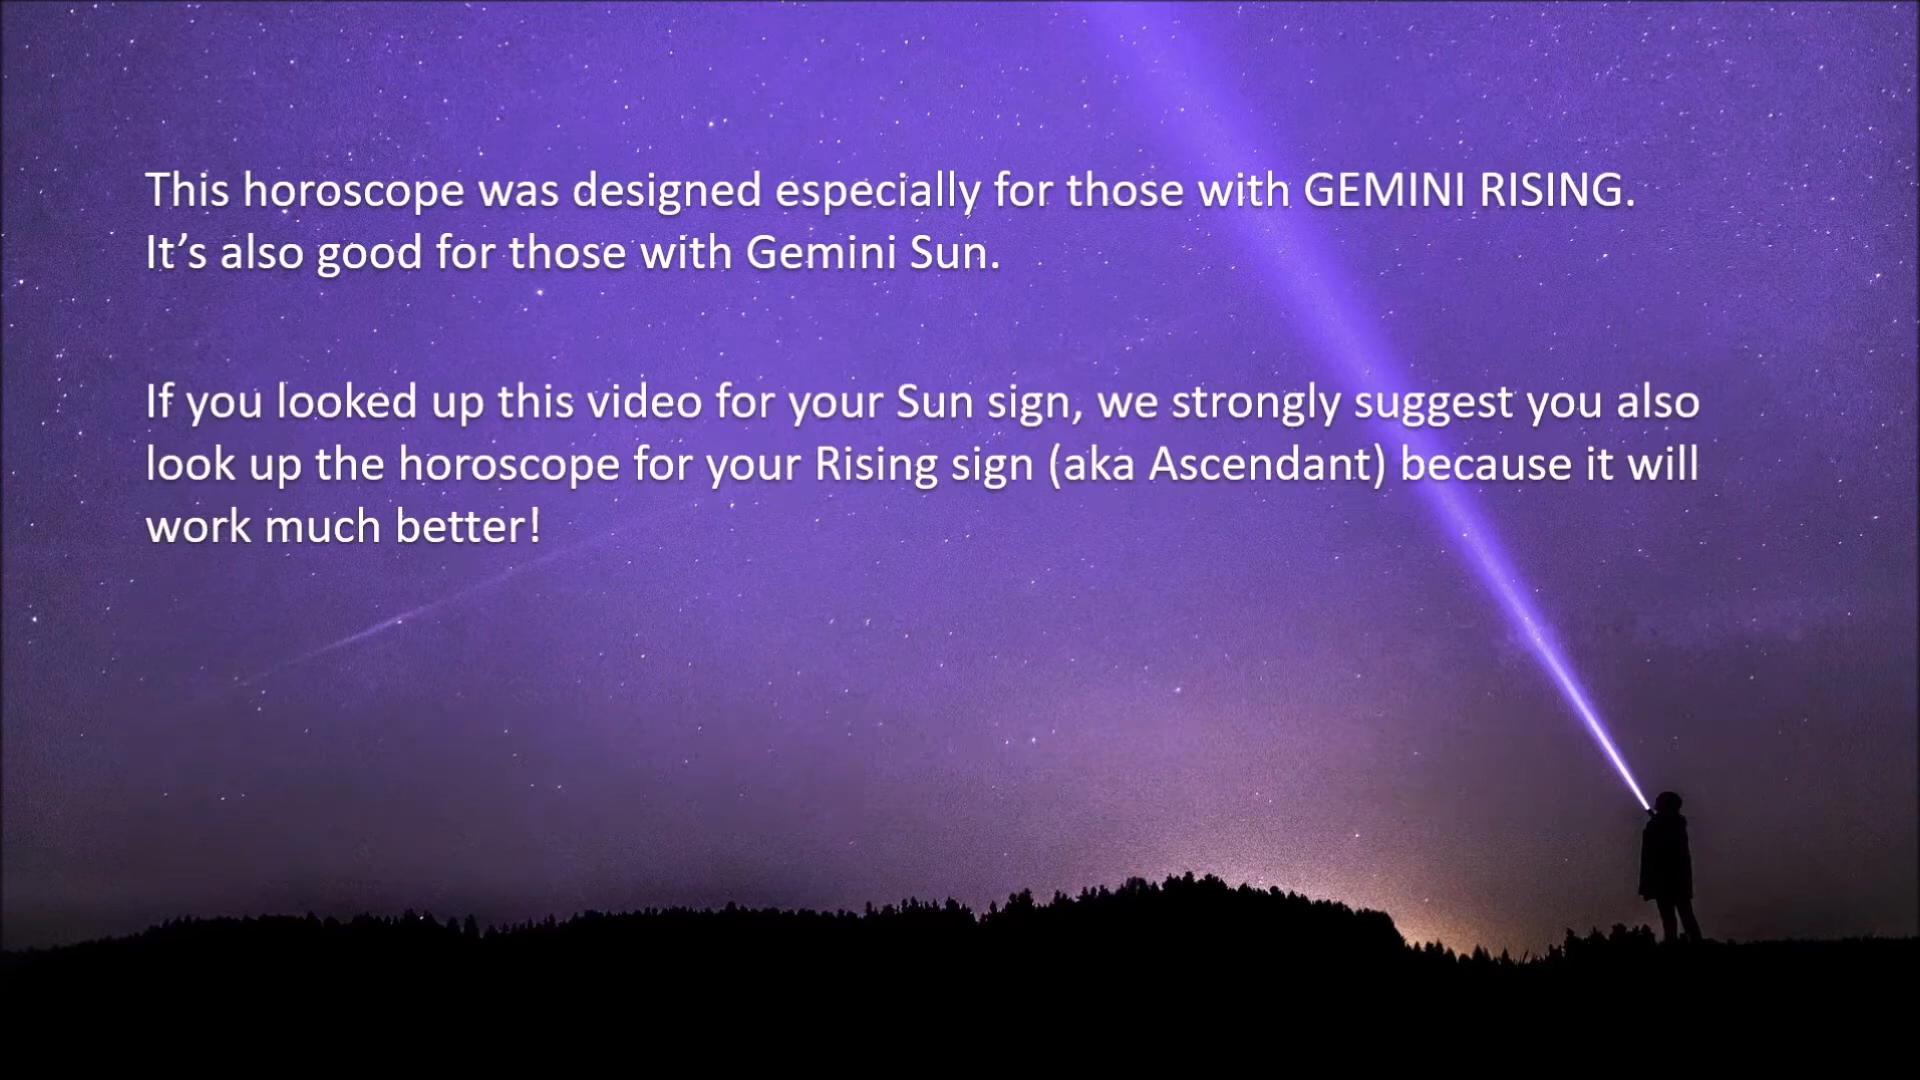 This horoscope was designed especially for those with GEMINI RISING.
It’s also good for those with Gemini Sun.
If you looked up this video for your Sun sign, we strongly suggest you also
look up the horoscope for your Rising sign (aka Ascendant) because it will
work much better!